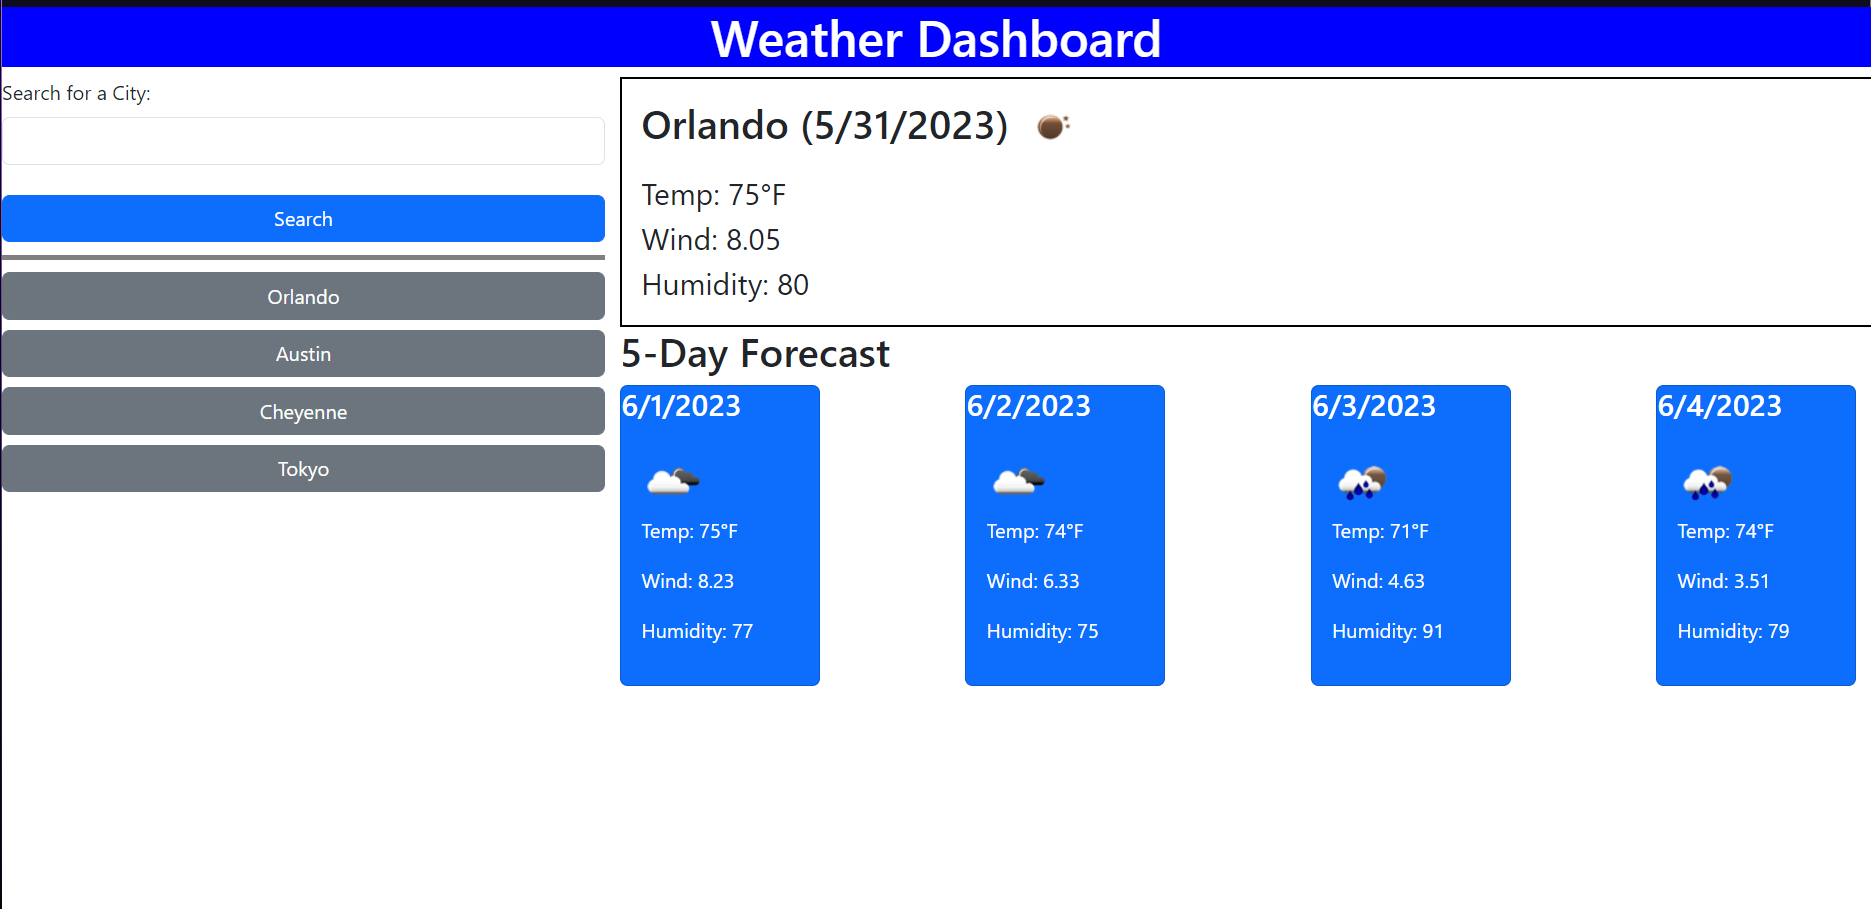 Weather Dashboard
Search for a City:
Search
Orlando
Austin
Cheyenne
Tokyo
Orlando (5/31/2023)
Temp: 75°F
Wind: 8.05
Humidity: 80
5-Day Forecast
6/1/2023
Temp: 75°F
Wind: 8.23
Humidity: 77
6/2/2023
Temp: 74°F
Wind: 6.33
Humidity: 75
6/3/2023
Temp: 71°F
Wind: 4.63
Humidity: 91
6/4/2023
Temp: 74°F
Wind: 3.51
Humidity: 79